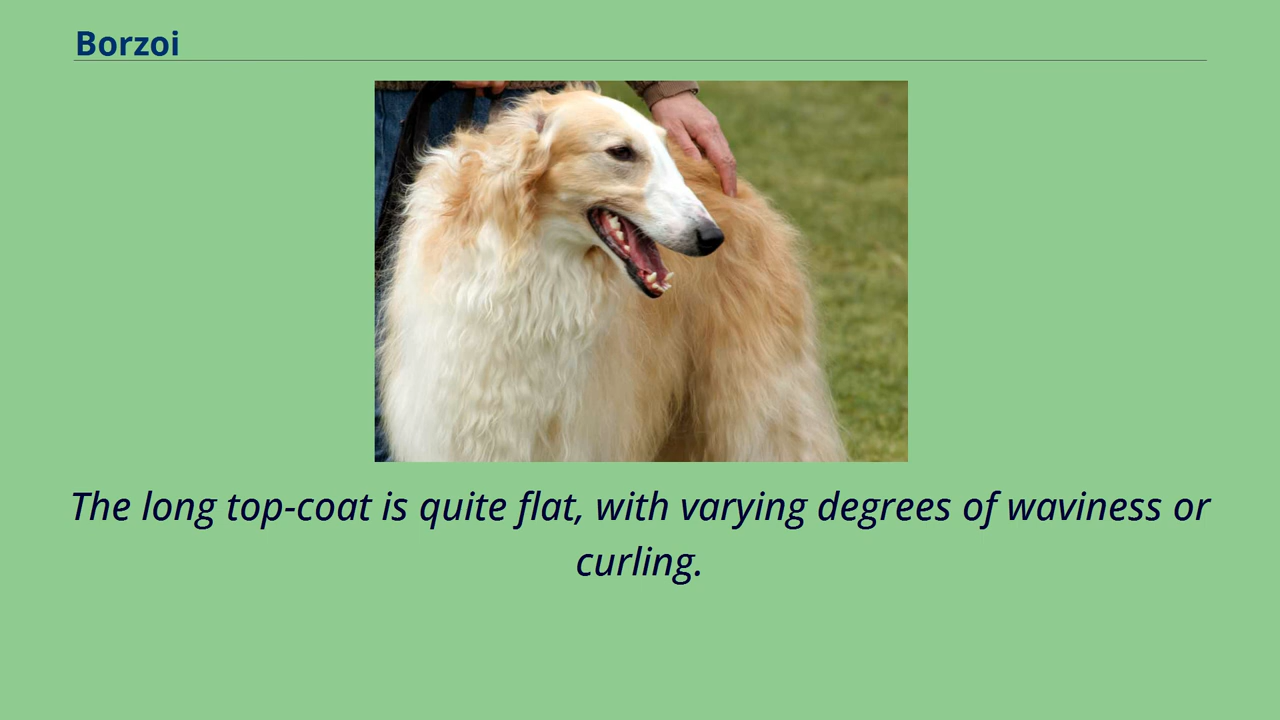 Borzoi
The long top-coat is quite flat, with varying degrees of waviness or
curling.